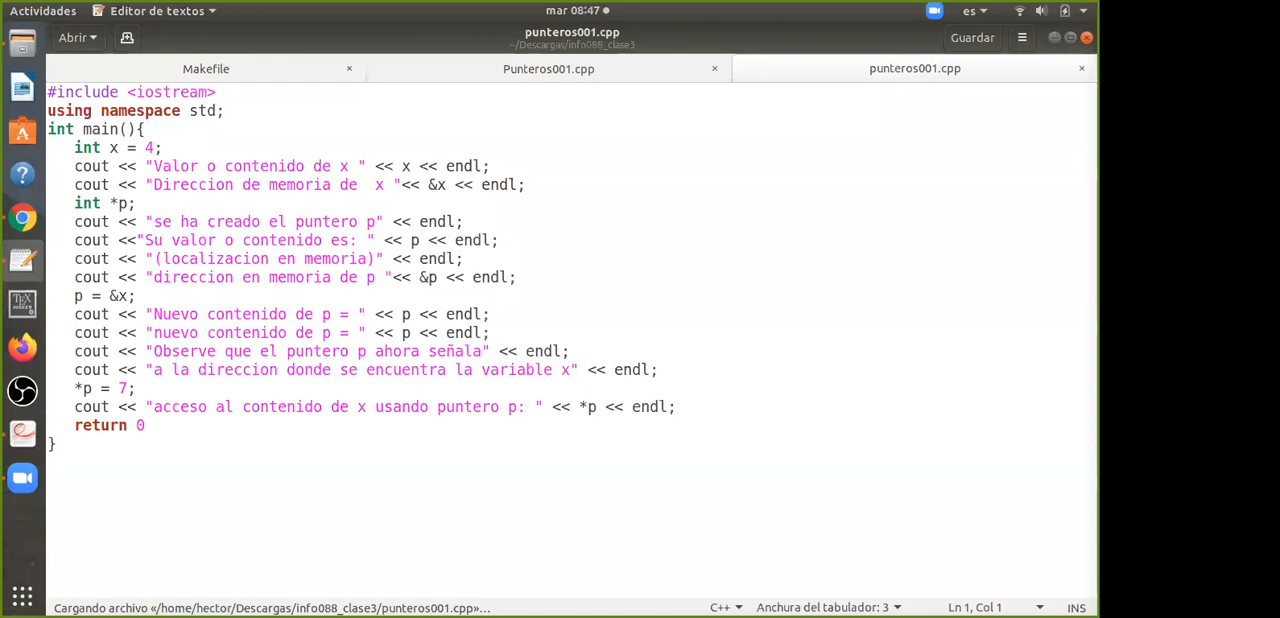 Actividades Editor de textos mar 08:47 es
Abrir punteros001.cpp Guardar
~/Descargas/info088_clase3
Makefile × Punteros001.cpp × punteros001.cpp ×
#include <iostream>
using namespace std;
int main(){
   int x = 4;
   cout << "Valor o contenido de x " << x << endl;
   cout << "Direccion de memoria de  x "<< &x << endl;
   int *p;
   cout << "se ha creado el puntero p" << endl;
   cout <<"Su valor o contenido es: " << p << endl;
   cout << "(localizacion en memoria)" << endl;
   cout << "direccion en memoria de p "<< &p << endl;
   p = &x;
   cout << "Nuevo contenido de p = " << p << endl;
   cout << "nuevo contenido de p = " << p << endl;
   cout << "Observe que el puntero p ahora señala" << endl;
   cout << "a la direccion donde se encuentra la variable x" << endl;
   *p = 7;
   cout << "acceso al contenido de x usando puntero p: " << *p << endl;
   return 0
}
TEX MAKER
Cargando archivo «/home/hector/Descargas/info088_clase3/punteros001.cpp»... C++ Anchura del tabulador: 3 Ln 1, Col 1 INS